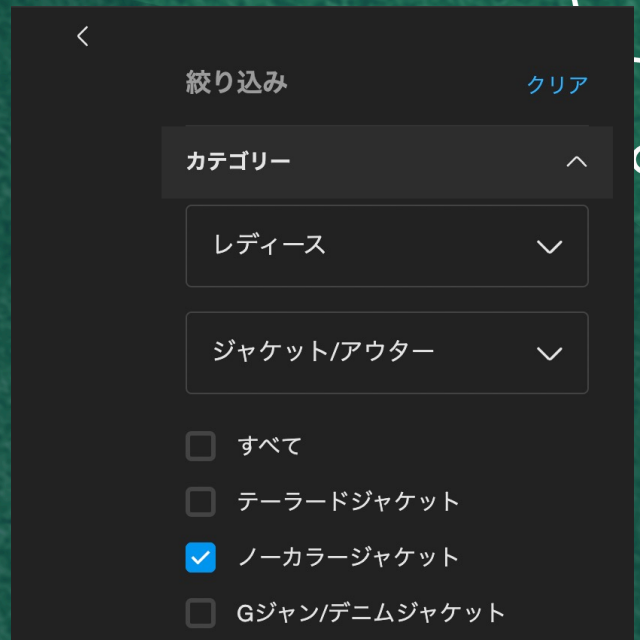 絞り込み
クリア
カテゴリー
レディース
ジャケット/アウター
すべて
テーラードジャケット
ノーカラージャケット
Gジャン/デニムジャケット